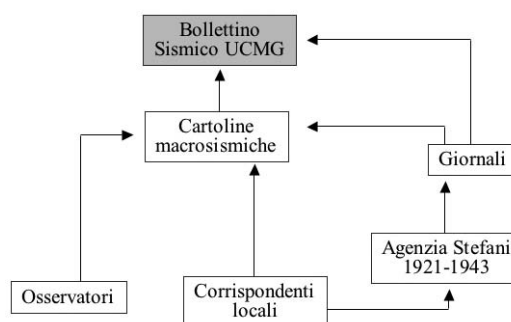 Bollettino
Sismico UCMG
Cartoline
macrosismiche
Giornali
Agenzia Stefani
1921-1943
Osservatori
Corrispondenti
locali